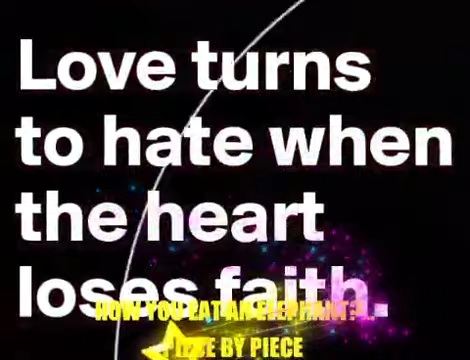 Love turns
to hate when
the heart
loses faith.
HOW YOU EAT AN ELEPHANT?
BY PIECE